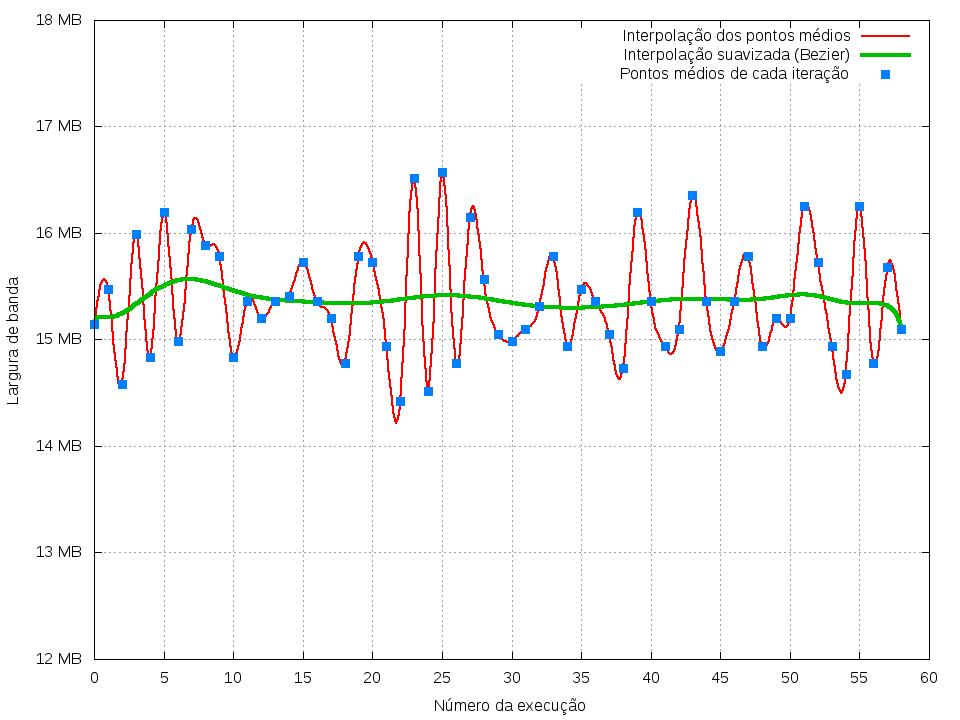 18 MB
17 MB
16 MB
15 MB
14 MB
13 MB
12 MB
Largura de banda
Interpolação dos pontos médios
Interpolação suavizada (Bezier)
Pontos médios de cada iteração
0 5 10 15 20 25 30 35 40 45 50 55 60
Número da execução